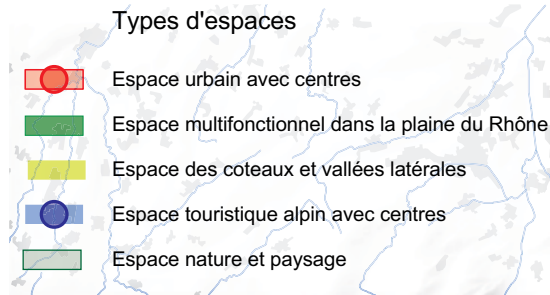 Types d'espaces
Espace urbain avec centres
Espace multifonctionnel dans la plaine du Rhône
Espace des coteaux et vallées latérales
Espace touristique alpin avec centres
Espace nature et paysage